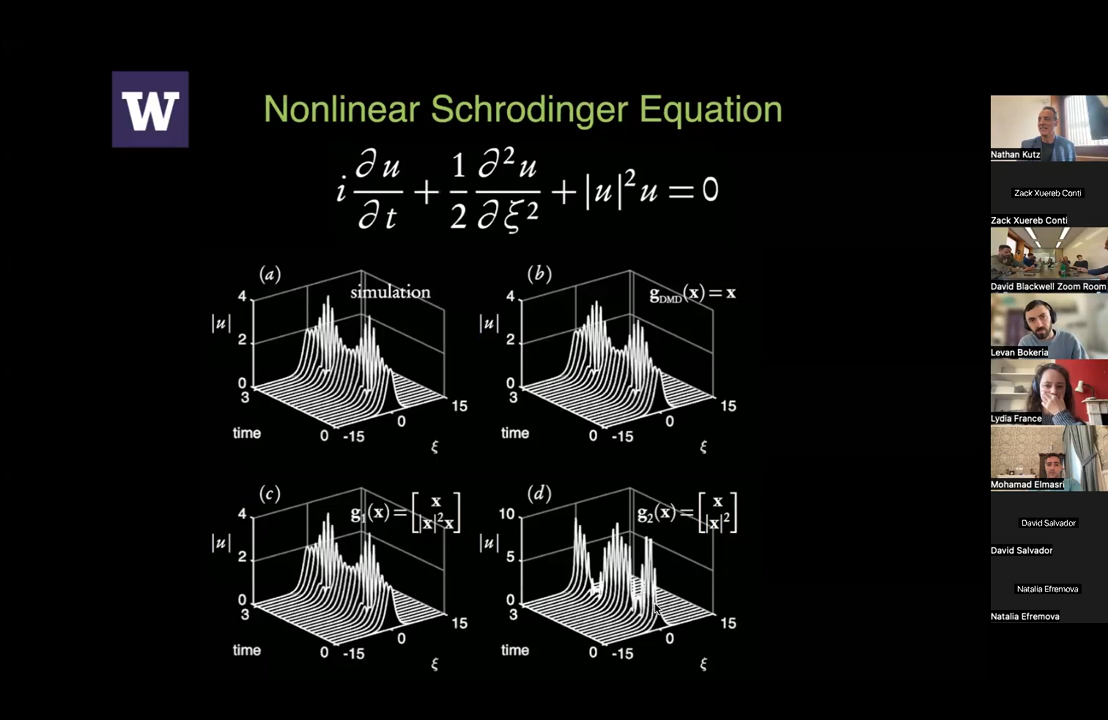 W
Nonlinear Schrodinger Equation
i ∂u/∂t + 1/2 ∂²u/∂ξ² + |u|²u = 0
(a)
simulation
4
|u|
2
0
3
time
0
-15
0
15
ξ
(b)
g_DMD(x) = x
4
|u|
2
0
3
time
0
-15
0
15
ξ
(c)
g₁(x) = [x
|x|²x]
4
|u|
2
0
3
time
0
-15
0
15
ξ
(d)
g₂(x) = [x
|x|²]
10
|u|
5
0
3
time
0
-15
0
15
ξ
Nathan Kutz
Zack Xuereb Conti
Zack Xuereb Conti
David Blackwell Zoom Room
Levan Bokeria
Lydia France
Mohamad Elmasri
David Salvador
David Salvador
Natalia Efremova
Natalia Efremova